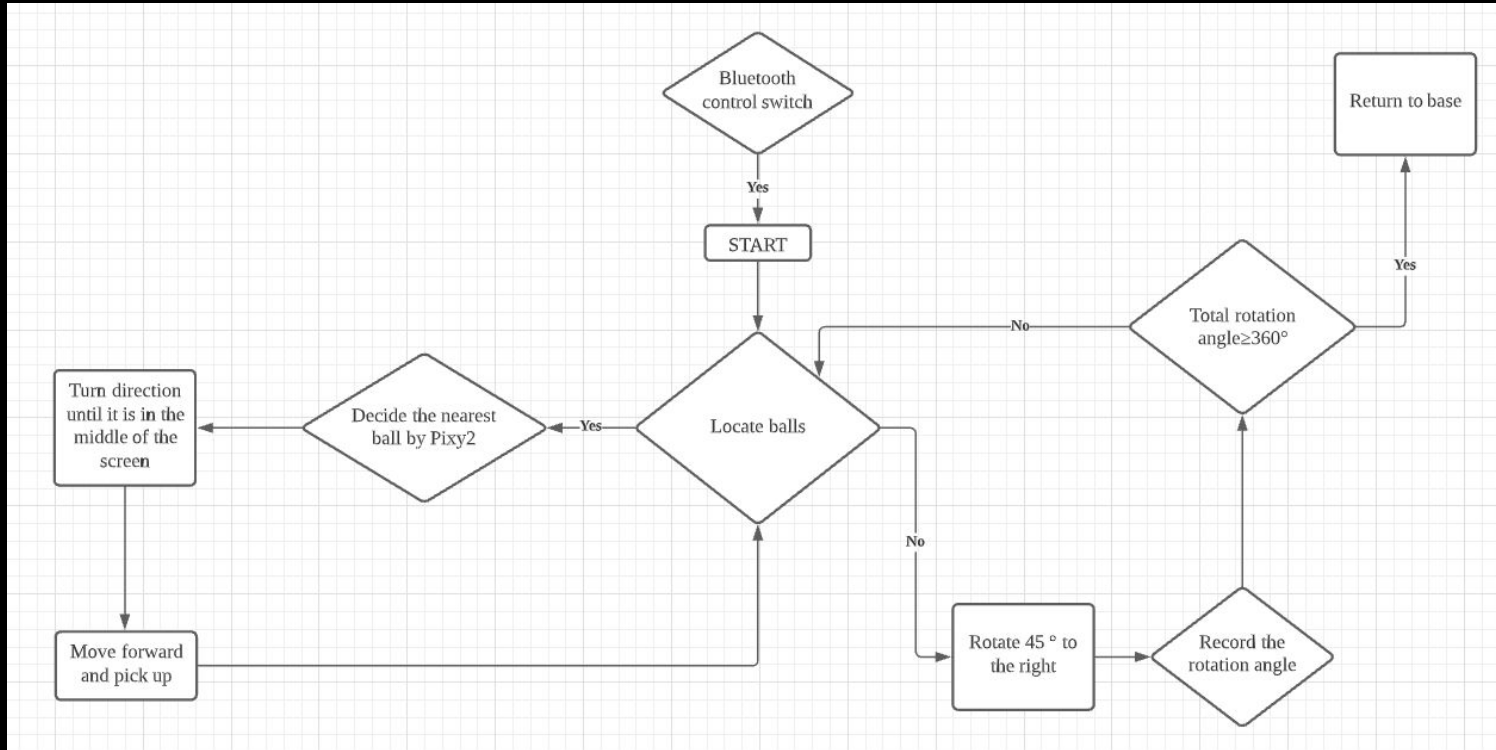 Bluetooth
control switch
Yes
START
Return to base
Yes
Total rotation
angle≥360°
No
Locate balls
Yes
Decide the nearest
ball by Pixy2
Turn direction
until it is in the
middle of the
screen
Move forward
and pick up
No
Rotate 45 ° to
the right
Record the
rotation angle